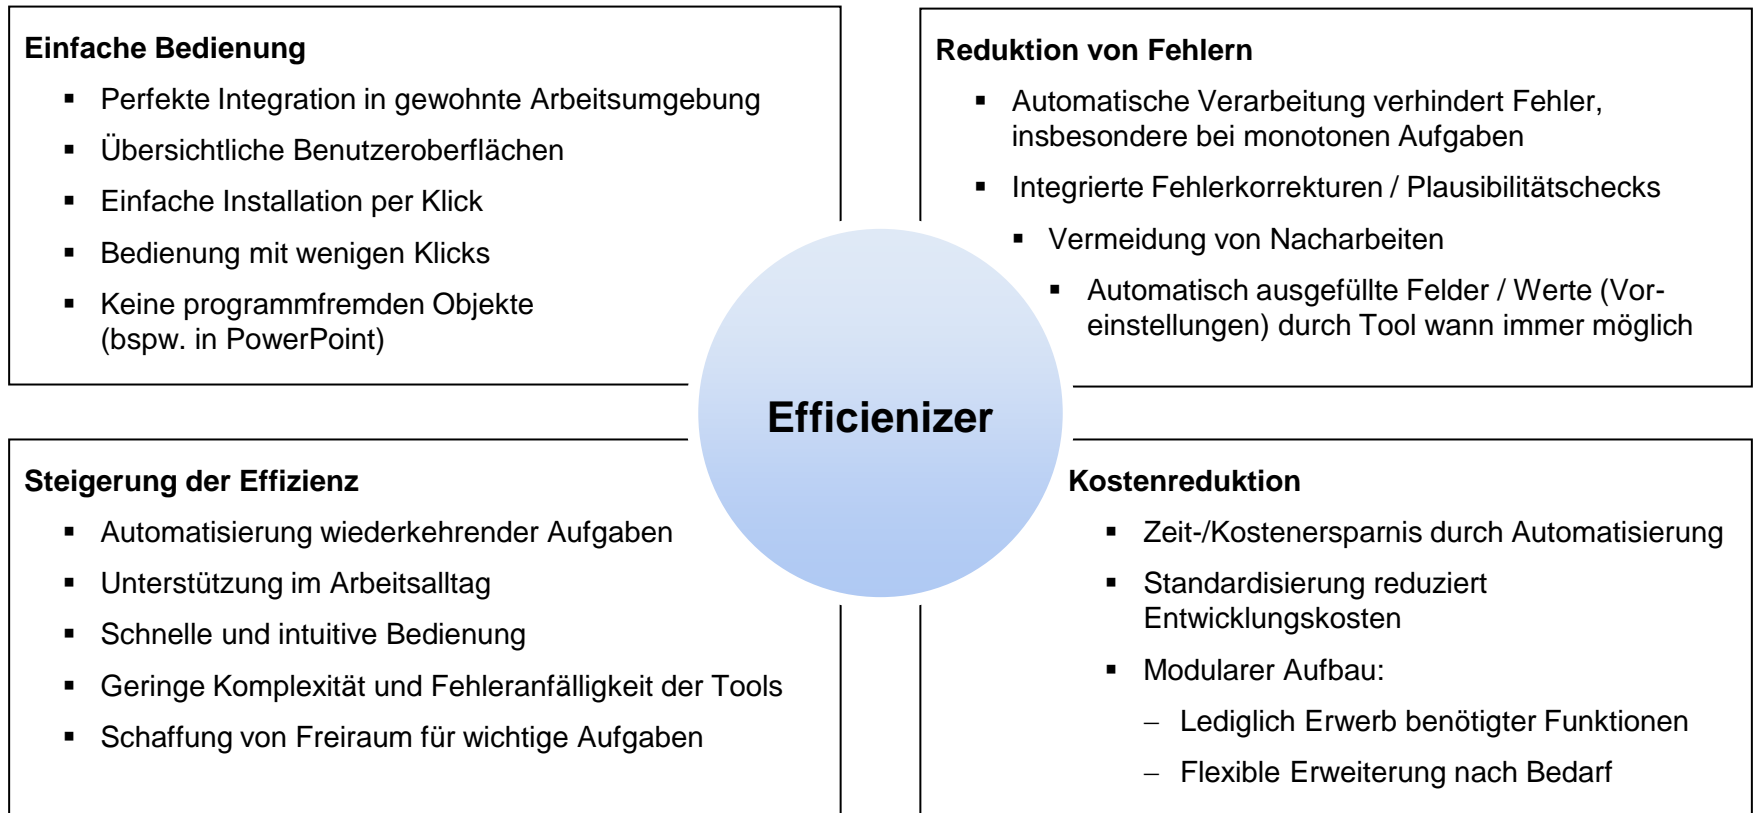 Einfache Bedienung
▪ Perfekte Integration in gewohnte Arbeitsumgebung
▪ Übersichtliche Benutzeroberflächen
▪ Einfache Installation per Klick
▪ Bedienung mit wenigen Klicks
▪ Keine programmfremden Objekte
(bspw. in PowerPoint)
Reduktion von Fehlern
▪ Automatische Verarbeitung verhindert Fehler,
insbesondere bei monotonen Aufgaben
▪ Integrierte Fehlerkorrekturen / Plausibilitätschecks
▪ Vermeidung von Nacharbeiten
▪ Automatisch ausgefüllte Felder / Werte (Vor-
einstellungen) durch Tool wann immer möglich
Efficienizer
Steigerung der Effizienz
▪ Automatisierung wiederkehrender Aufgaben
▪ Unterstützung im Arbeitsalltag
▪ Schnelle und intuitive Bedienung
▪ Geringe Komplexität und Fehleranfälligkeit der Tools
▪ Schaffung von Freiraum für wichtige Aufgaben
Kostenreduktion
▪ Zeit-/Kostenersparnis durch Automatisierung
▪ Standardisierung reduziert
Entwicklungskosten
▪ Modularer Aufbau:
– Lediglich Erwerb benötigter Funktionen
– Flexible Erweiterung nach Bedarf